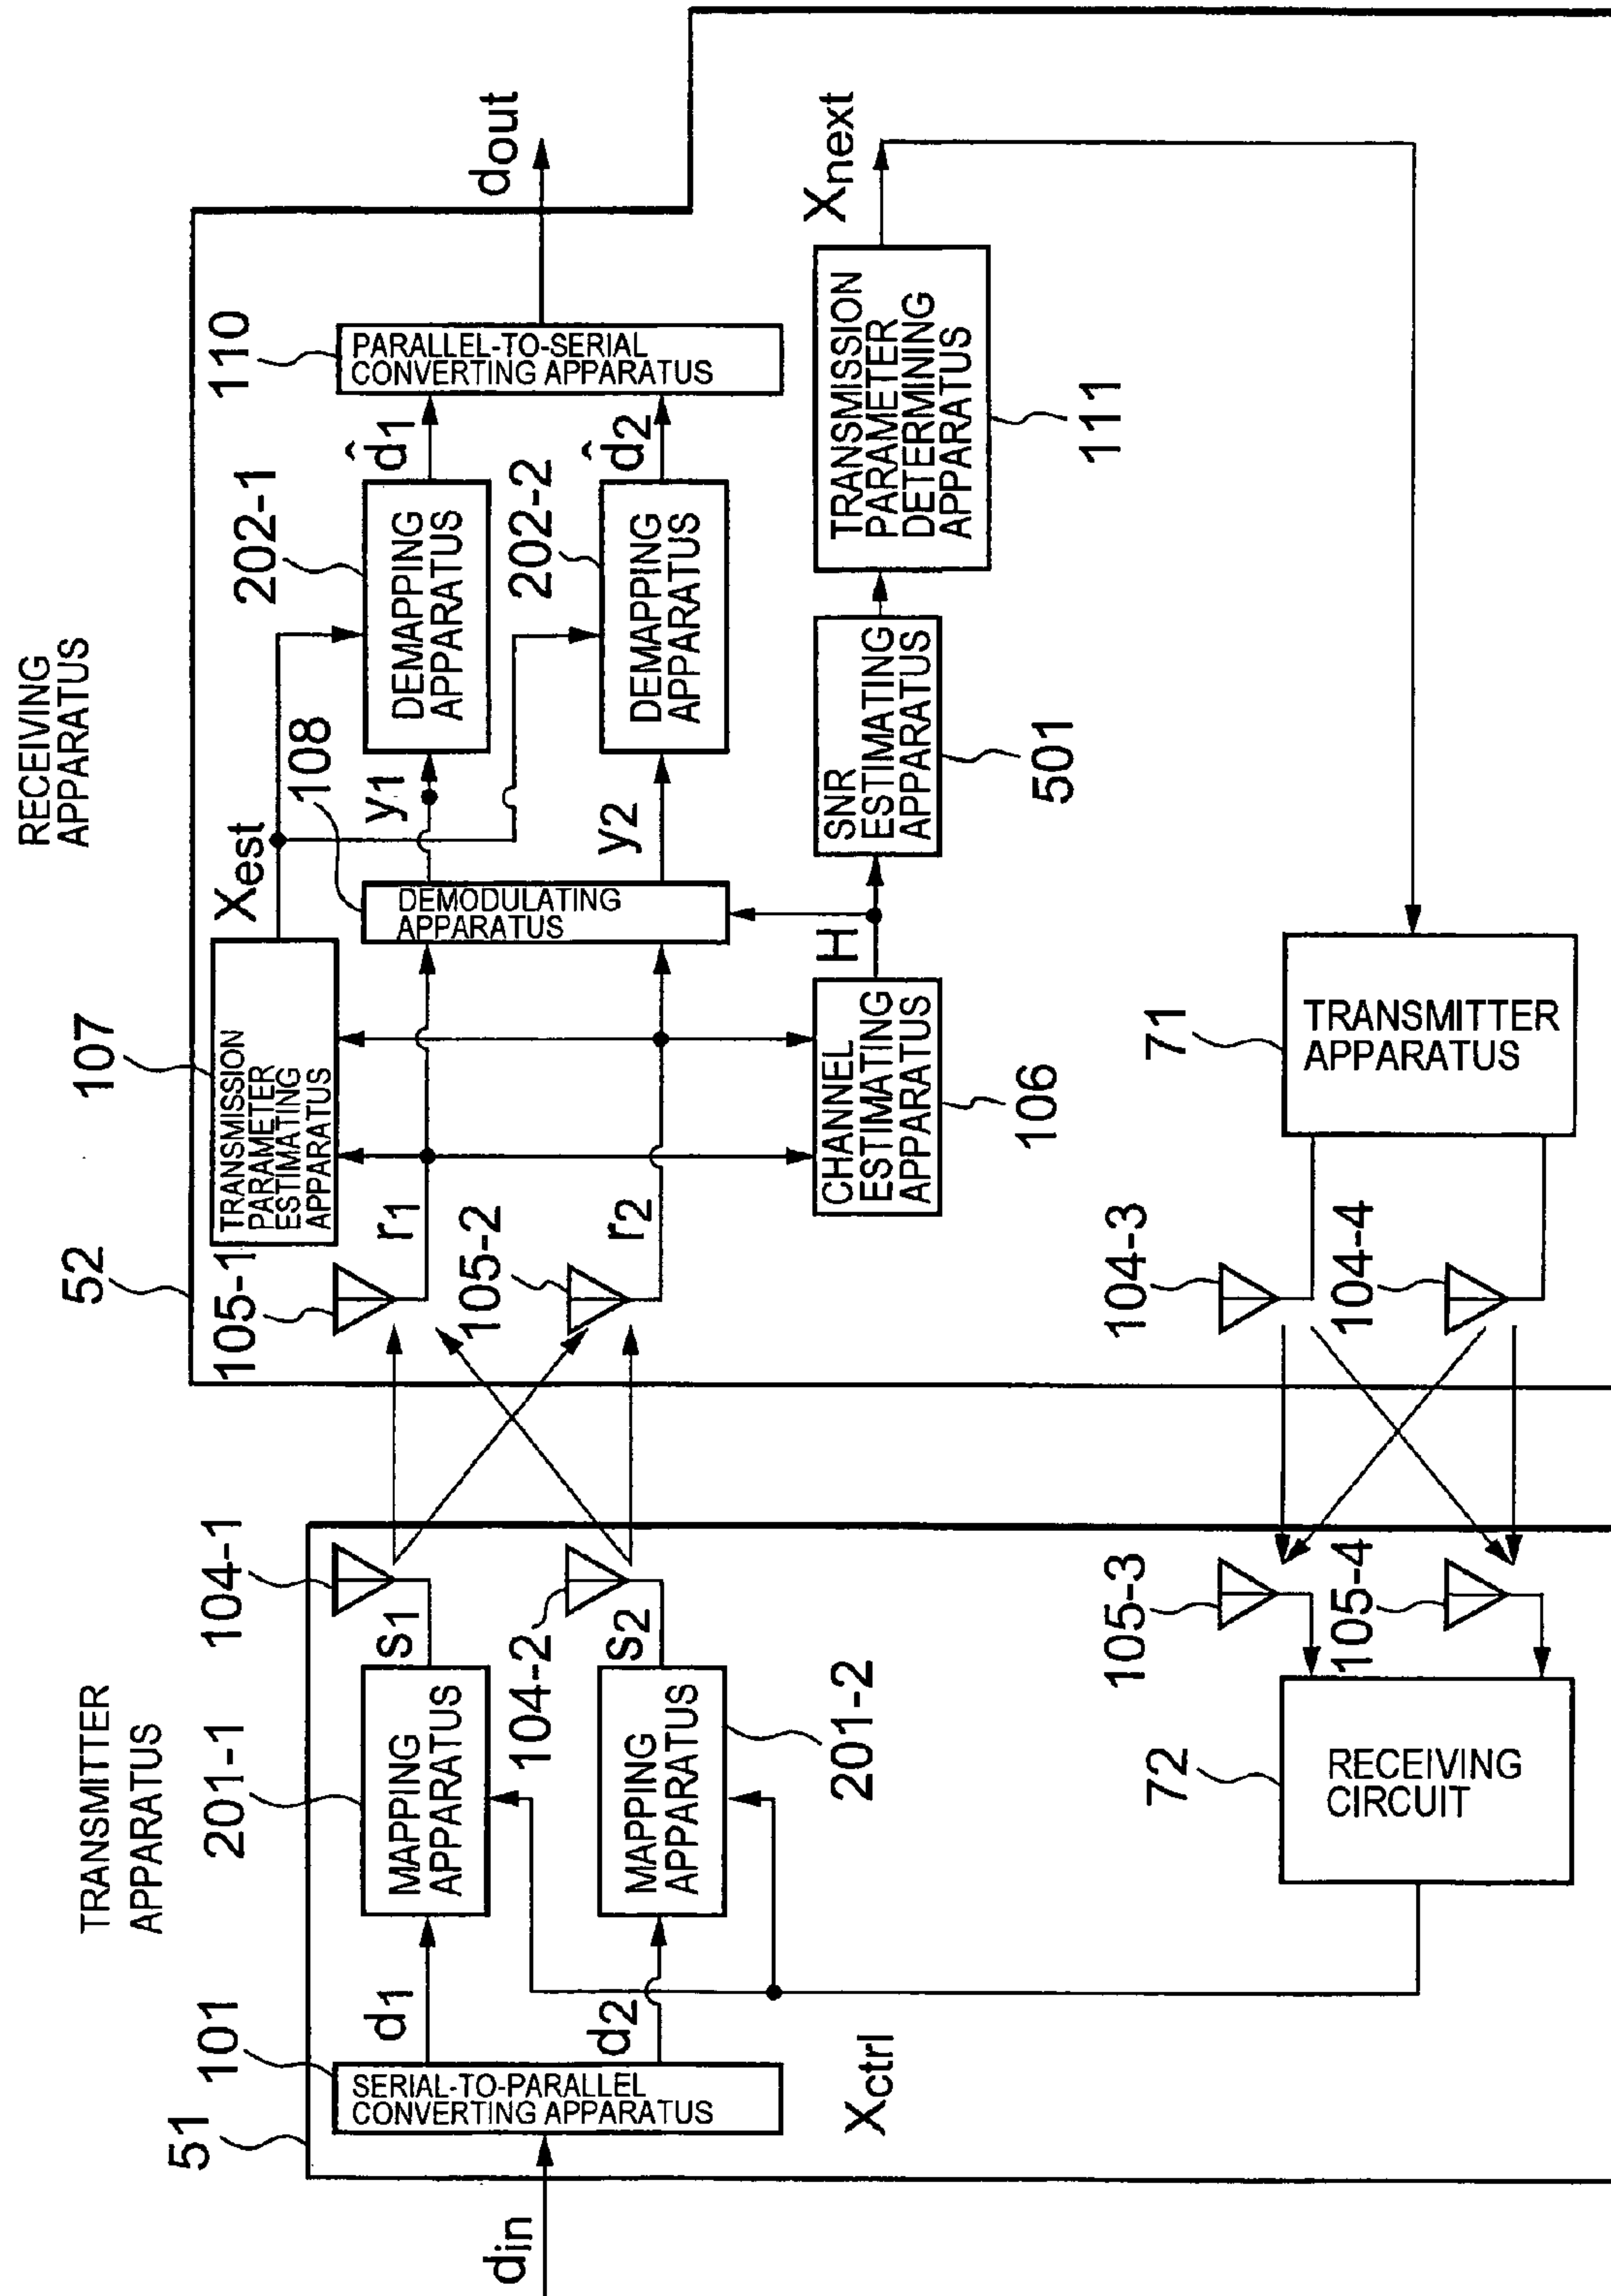 TRANSMITTER
APPARATUS
51
101
SERIAL-TO-PARALLEL
CONVERTING APPARATUS
din
d1
d2
Xctrl
201-1
MAPPING
APPARATUS
MAPPING
APPARATUS
201-2
S1
S2
104-1
104-2
72
RECEIVING
CIRCUIT
105-3
105-4
RECEIVING
APPARATUS
52
105-1
105-2
r1
r2
107
TRANSMISSION
PARAMETER
ESTIMATING
APPARATUS
Xest
108
DEMODULATING
APPARATUS
y1
y2
CHANNEL
ESTIMATING
APPARATUS
106
H
202-1
DEMAPPING
APPARATUS
202-2
DEMAPPING
APPARATUS
SNR
ESTIMATING
APPARATUS
501
d̂1
d̂2
110
PARALLEL-TO-SERIAL
CONVERTING APPARATUS
dout
TRANSMISSION
PARAMETER
DETERMINING
APPARATUS
111
Xnext
104-3
104-4
71
TRANSMITTER
APPARATUS